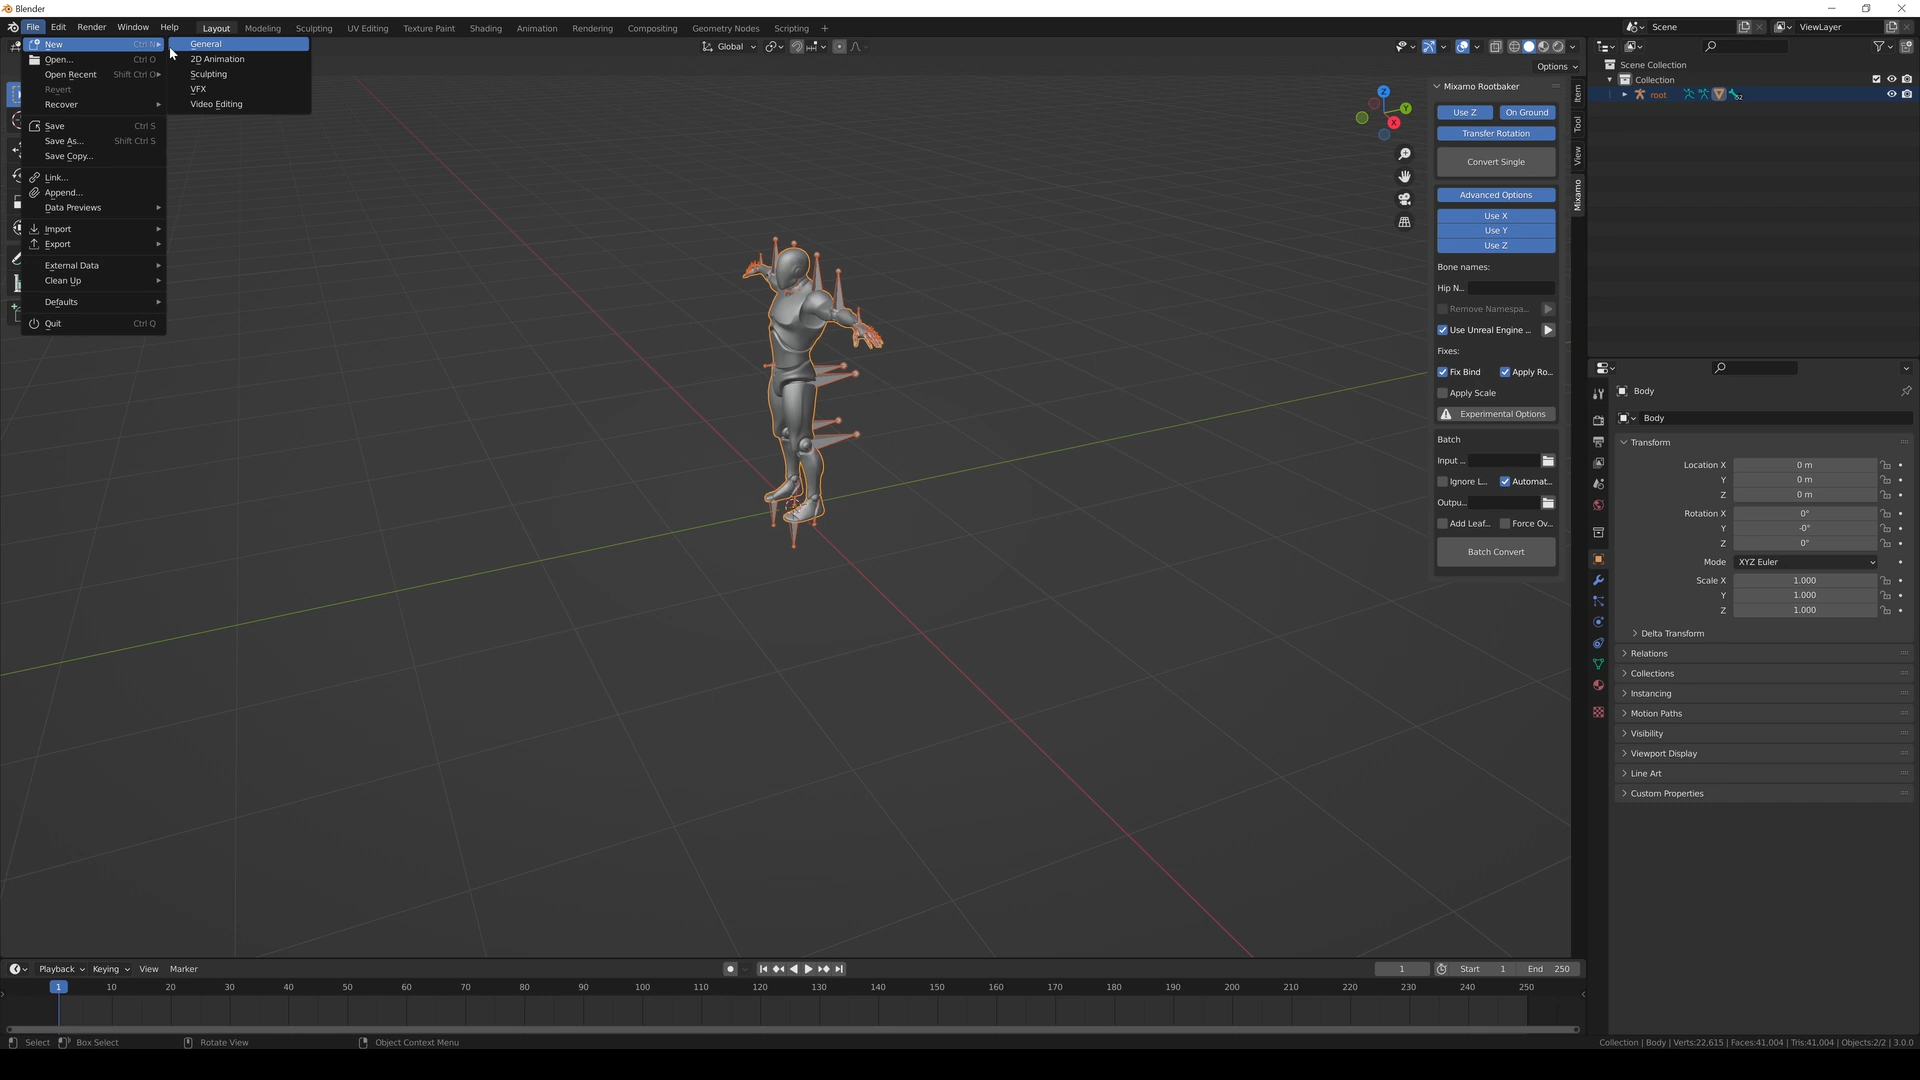 Blender
File Edit Render Window Help Layout Modeling Sculpting UV Editing Texture Paint Shading Animation Rendering Compositing Geometry Nodes Scripting +
Scene
ViewLayer
New Ctrl N
Open... Ctrl O
Open Recent Shift Ctrl O
Revert
Recover
Save Ctrl S
Save As... Shift Ctrl S
Save Copy...
Link...
Append...
Data Previews
Import
Export
External Data
Clean Up
Defaults
Quit Ctrl Q
General
2D Animation
Sculpting
VFX
Video Editing
Global
Options
Z
Y
X
Mixamo Rootbaker
Use Z On Ground
Transfer Rotation
Convert Single
Advanced Options
Use X
Use Y
Use Z
Bone names:
Hip N...
Remove Namespa...
Use Unreal Engine ...
Fixes:
Fix Bind Apply Ro...
Apply Scale
Experimental Options
Batch
Input ...
Ignore L... Automat...
Outpu...
Add Leaf... Force Ov...
Batch Convert
Item
Tool
View
Mixamo
Scene Collection
Collection
root 52
Body
Body
Transform
Location X 0 m
Y 0 m
Z 0 m
Rotation X 0°
Y -0°
Z 0°
Mode XYZ Euler
Scale X 1.000
Y 1.000
Z 1.000
Delta Transform
Relations
Collections
Instancing
Motion Paths
Visibility
Viewport Display
Line Art
Custom Properties
Playback Keying View Marker
1 Start 1 End 250
1 10 20 30 40 50 60 70 80 90 100 110 120 130 140 150 160 170 180 190 200 210 220 230 240 250
Select Box Select Rotate View Object Context Menu
Collection | Body | Verts:22,615 | Faces:41,004 | Tris:41,004 | Objects:2/2 | 3.0.0